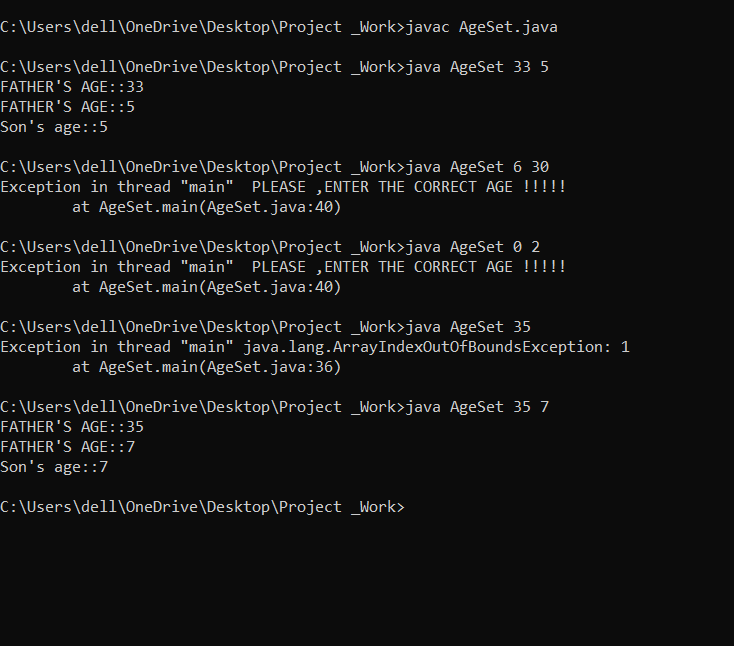 C:\Users\dell\OneDrive\Desktop\Project _Work>javac AgeSet.java
C:\Users\dell\OneDrive\Desktop\Project _Work>java AgeSet 33 5
FATHER'S AGE::33
FATHER'S AGE::5
Son's age::5
C:\Users\dell\OneDrive\Desktop\Project _Work>java AgeSet 6 30
Exception in thread "main"  PLEASE ,ENTER THE CORRECT AGE !!!!!
        at AgeSet.main(AgeSet.java:40)
C:\Users\dell\OneDrive\Desktop\Project _Work>java AgeSet 0 2
Exception in thread "main"  PLEASE ,ENTER THE CORRECT AGE !!!!!
        at AgeSet.main(AgeSet.java:40)
C:\Users\dell\OneDrive\Desktop\Project _Work>java AgeSet 35
Exception in thread "main" java.lang.ArrayIndexOutOfBoundsException: 1
        at AgeSet.main(AgeSet.java:36)
C:\Users\dell\OneDrive\Desktop\Project _Work>java AgeSet 35 7
FATHER'S AGE::35
FATHER'S AGE::7
Son's age::7
C:\Users\dell\OneDrive\Desktop\Project _Work>